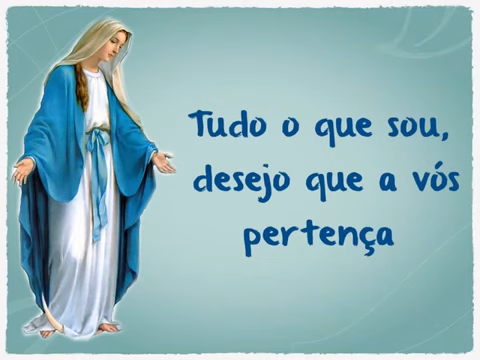 Tudo o que sou,
desejo que a vós
pertença